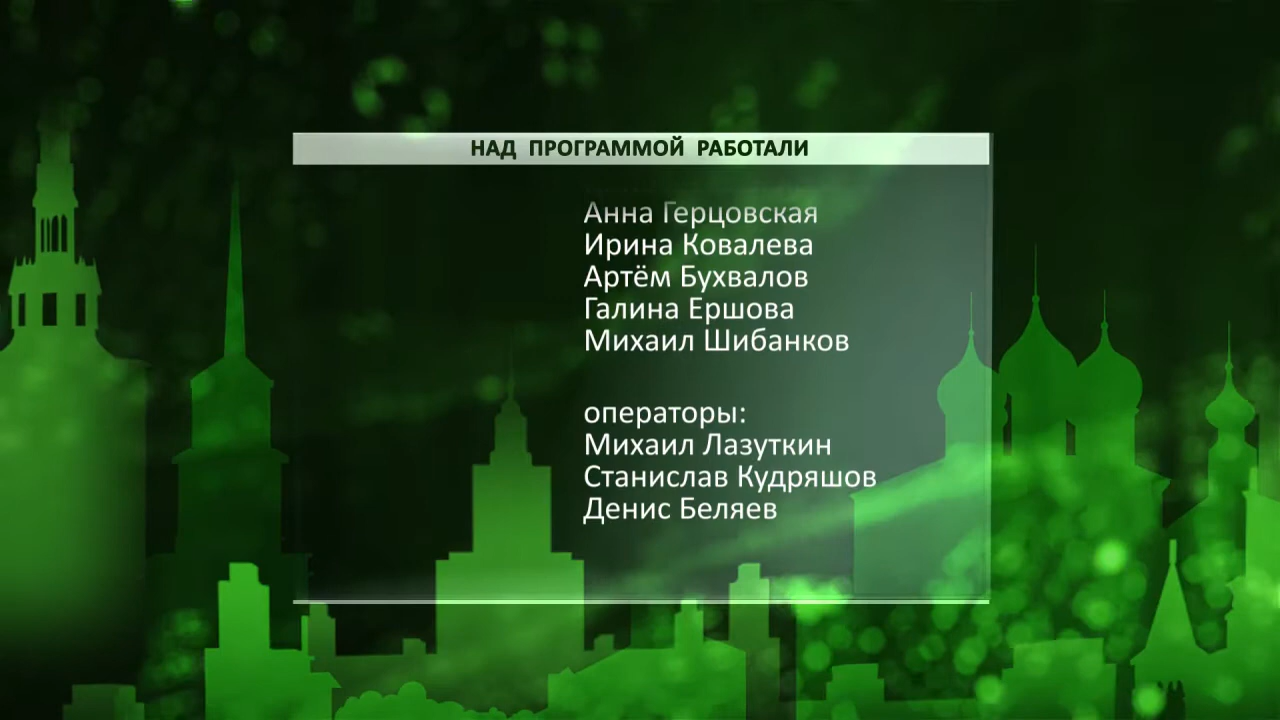 НАД ПРОГРАММОЙ РАБОТАЛИ
Анна Герцовская
Ирина Ковалева
Артём Бухвалов
Галина Ершова
Михаил Шибанков
операторы:
Михаил Лазуткин
Станислав Кудряшов
Денис Беляев